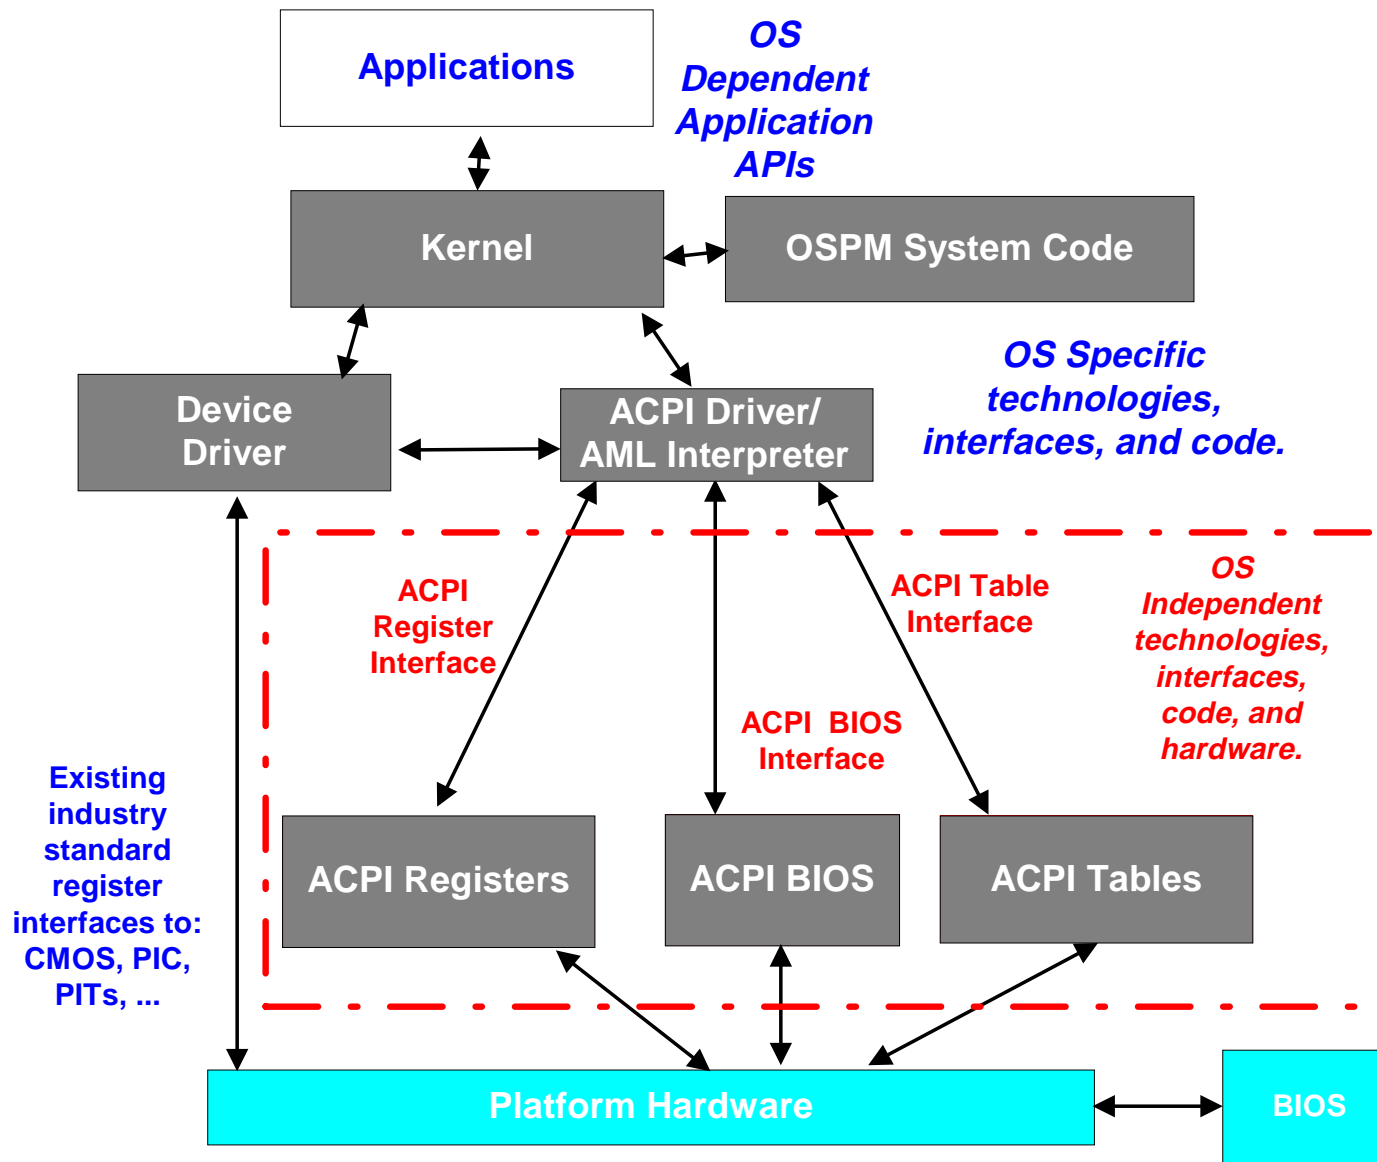 Applications
OS
Dependent
Application
APIs
Kernel
OSPM System Code
OS Specific
technologies,
interfaces, and code.
Device
Driver
ACPI Driver/
AML Interpreter
ACPI
Register
Interface
ACPI Table
Interface
OS
Independent
technologies,
interfaces,
code, and
hardware.
ACPI  BIOS
Interface
Existing
industry
standard
register
interfaces to:
CMOS, PIC,
PITs, ...
ACPI Registers
ACPI BIOS
ACPI Tables
Platform Hardware
BIOS